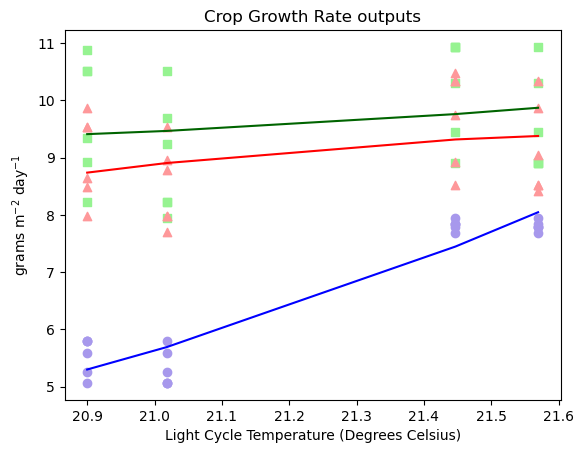 Crop Growth Rate outputs
grams m⁻² day⁻¹
11
10
9
8
7
6
5
20.9 21.0 21.1 21.2 21.3 21.4 21.5 21.6
Light Cycle Temperature (Degrees Celsius)